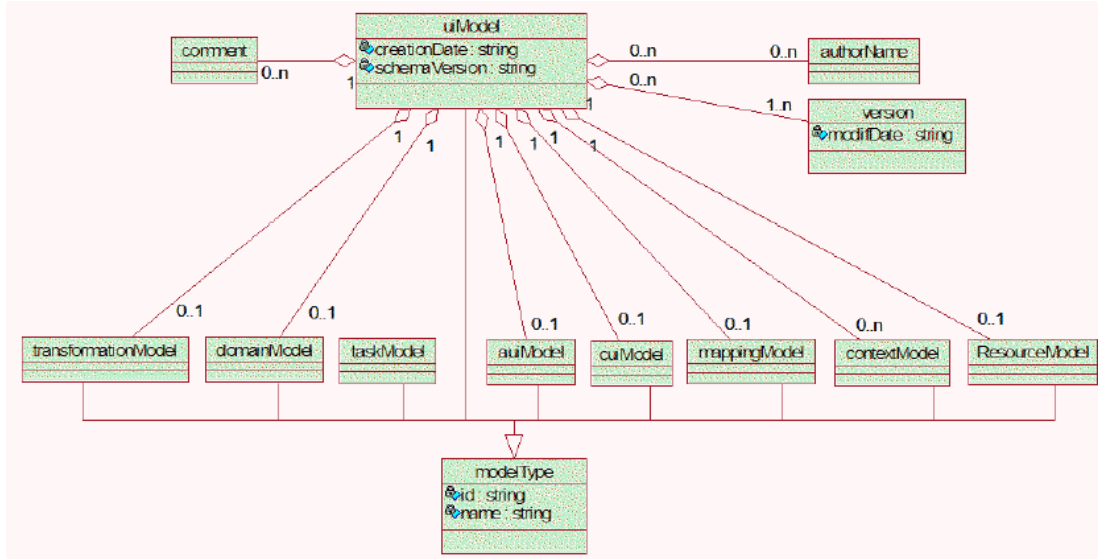 uiModel
creationDate : string
schemaVersion : string
comment
0..n
1
0..n
0..n
authorName
0..n
1..n
version
modifDate : string
1
1
1
1
1
1
1
0..1
0..1
0..1
0..1
0..1
0..n
0..1
transformationModel
domainModel
taskModel
auiModel
cuiModel
mappingModel
contextModel
ResourceModel
modelType
id : string
name : string